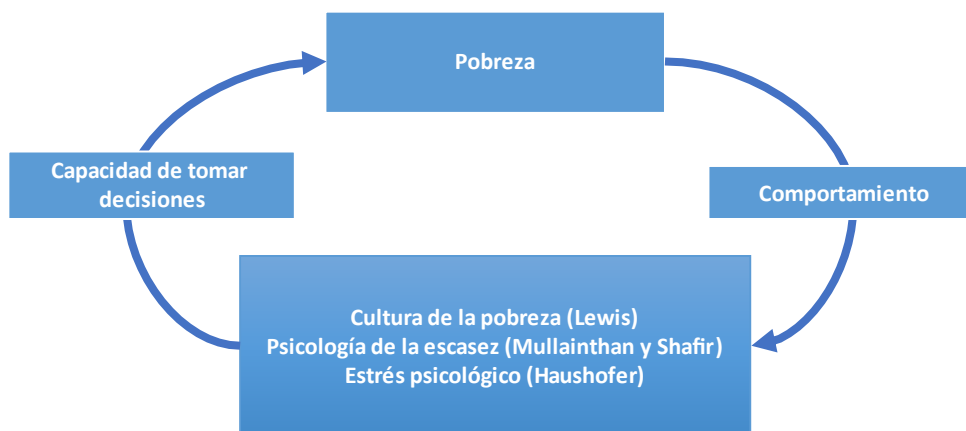 Pobreza
Capacidad de tomar
decisiones
Comportamiento
Cultura de la pobreza (Lewis)
Psicología de la escasez (Mullainthan y Shafir)
Estrés psicológico (Haushofer)